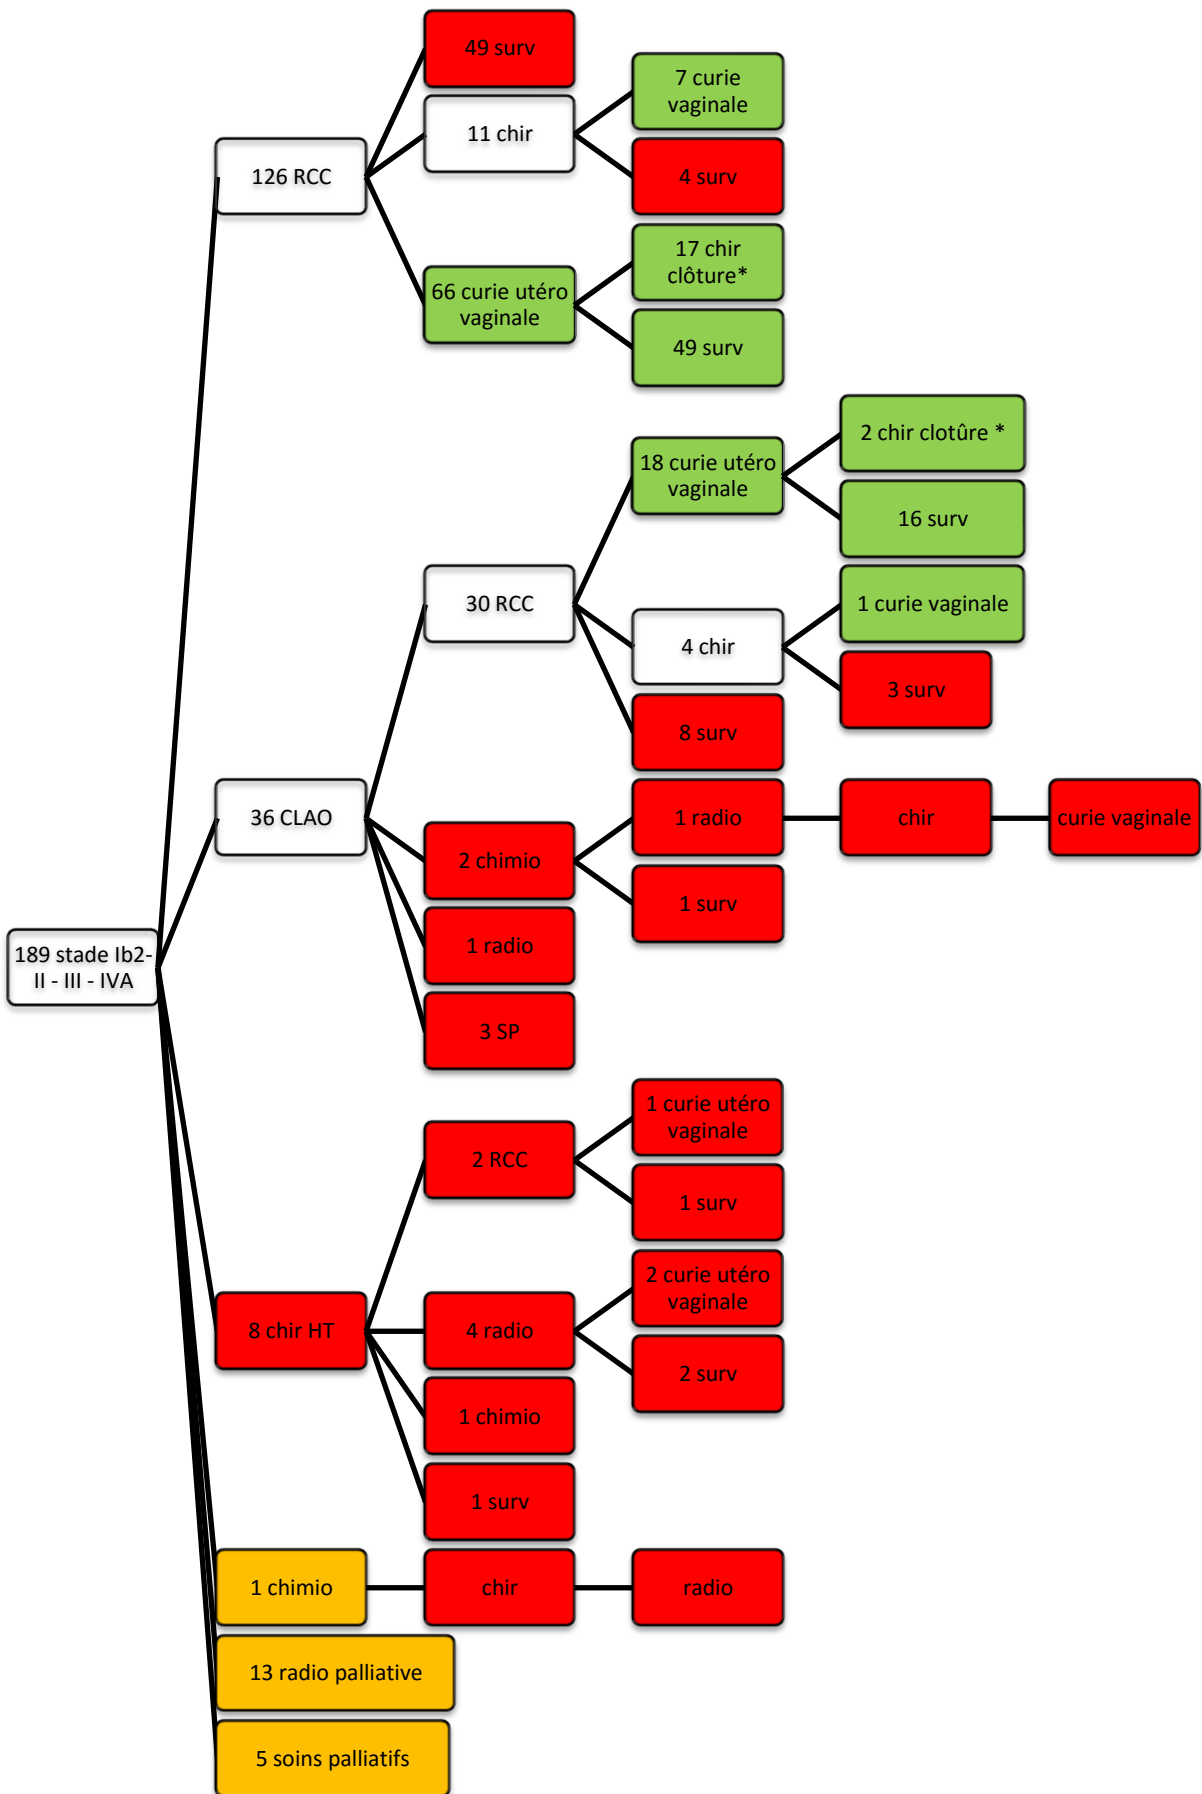 49 surv
7 curie
vaginale
11 chir
4 surv
126 RCC
17 chir
clôture*
66 curie utéro
vaginale
49 surv
2 chir clotûre *
18 curie utéro
vaginale
16 surv
30 RCC
1 curie vaginale
4 chir
3 surv
8 surv
36 CLAO
1 radio
chir
curie vaginale
2 chimio
1 surv
1 radio
189 stade Ib2-
II - III - IVA
3 SP
1 curie utéro
vaginale
2 RCC
1 surv
2 curie utéro
vaginale
8 chir HT
4 radio
2 surv
1 chimio
1 surv
1 chimio
chir
radio
13 radio palliative
5 soins palliatifs